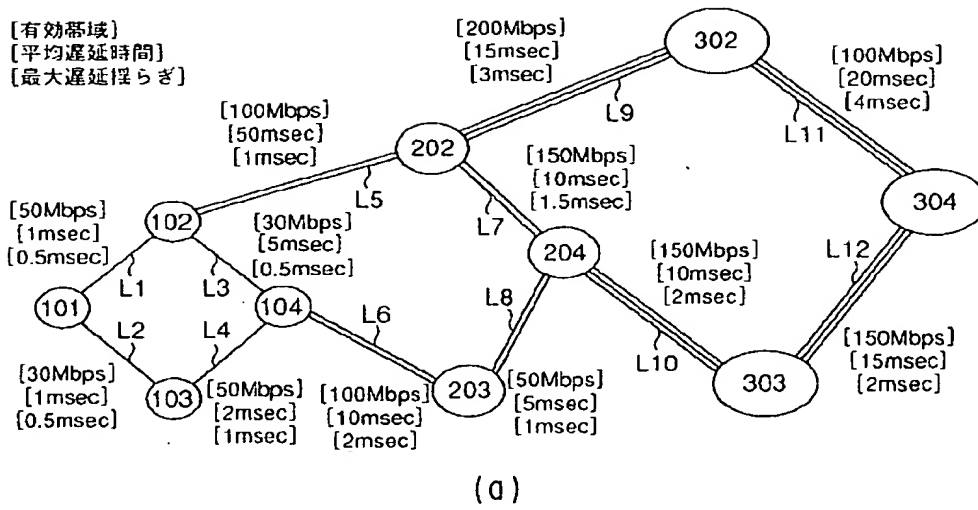 [有効帯域]
[平均遅延時間]
[最大遅延揺らぎ]
[200Mbps]
[15msec]
[3msec]
302
[100Mbps]
[20msec]
[4msec]
L9
L11
[100Mbps]
[50msec]
[1msec]
202
L5
[150Mbps]
[10msec]
[1.5msec]
L7
304
[50Mbps]
[1msec]
[0.5msec]
102
[30Mbps]
[5msec]
[0.5msec]
204
[150Mbps]
[10msec]
[2msec]
L12
L1
L3
101
104
L2
L4
L6
L8
L10
[30Mbps]
[1msec]
[0.5msec]
103
[50Mbps]
[2msec]
[1msec]
[100Mbps]
[10msec]
[2msec]
203
[50Mbps]
[5msec]
[1msec]
303
[150Mbps]
[15msec]
[2msec]
(a)